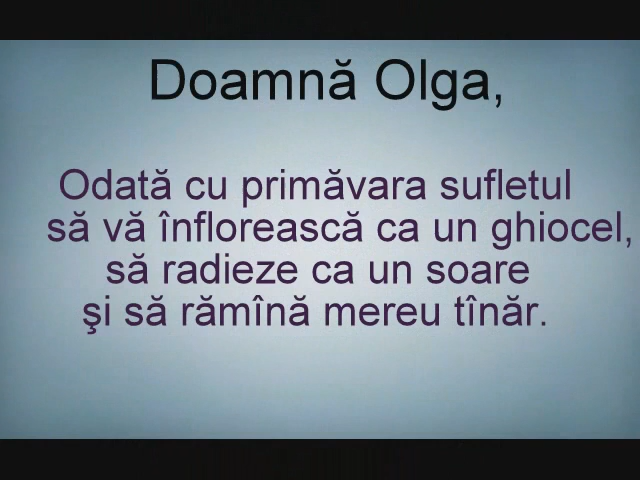 Doamnă Olga,
Odată cu primăvara sufletul
să vă înflorească ca un ghiocel,
să radieze ca un soare
şi să rămînă mereu tînăr.